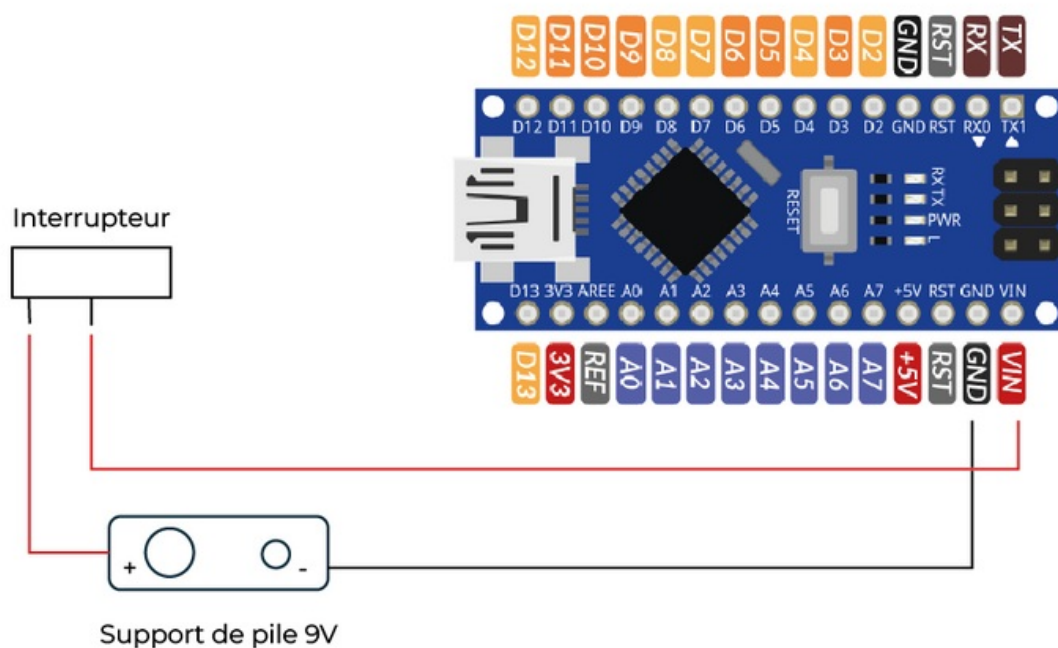 D12 D11 D10 D9 D8 D7 D6 D5 D4 D3 D2 GND RST RX TX
D12 D11 D10 D9 D8 D7 D6 D5 D4 D3 D2 GND RST RX0 TX1
RX
TX
PWR
L
RESET
Interrupteur
D13 3V3 AREE A0 A1 A2 A3 A4 A5 A6 A7 +5V RST GND VIN
D13 3V3 REF A0 A1 A2 A3 A4 A5 A6 A7 +5V RST GND VIN
+ -
Support de pile 9V